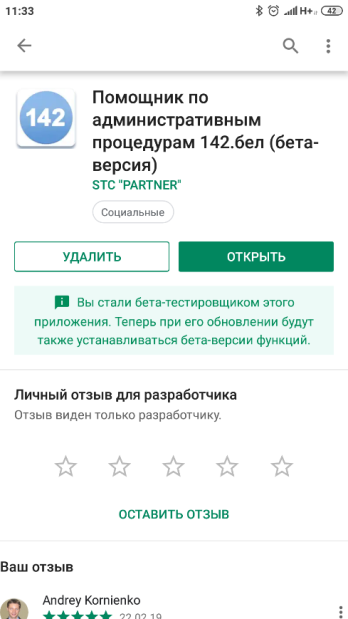 11:33
H+
42
142
Помощник по
административным
процедурам 142.бел (бета-
версия)
STC "PARTNER"
Социальные
УДАЛИТЬ
ОТКРЫТЬ
Вы стали бета-тестировщиком этого
приложения. Теперь при его обновлении будут
также устанавливаться бета-версии функций.
Личный отзыв для разработчика
Отзыв виден только разработчику.
ОСТАВИТЬ ОТЗЫВ
Ваш отзыв
Andrey Kornienko
22.02.19